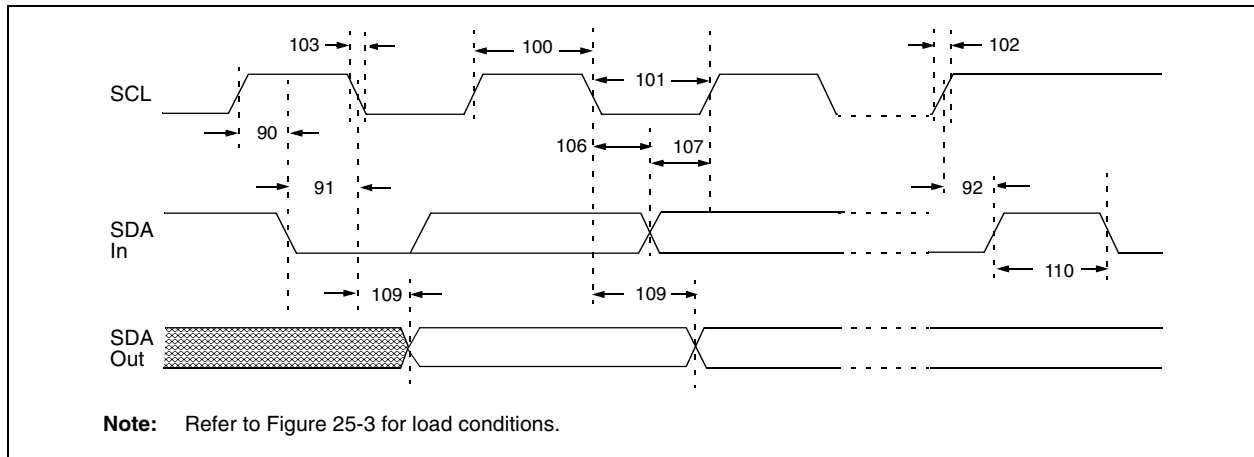 103
100
102
101
SCL
90
106
107
91
92
SDA
In
110
109
109
SDA
Out
Note: Refer to Figure 25-3 for load conditions.